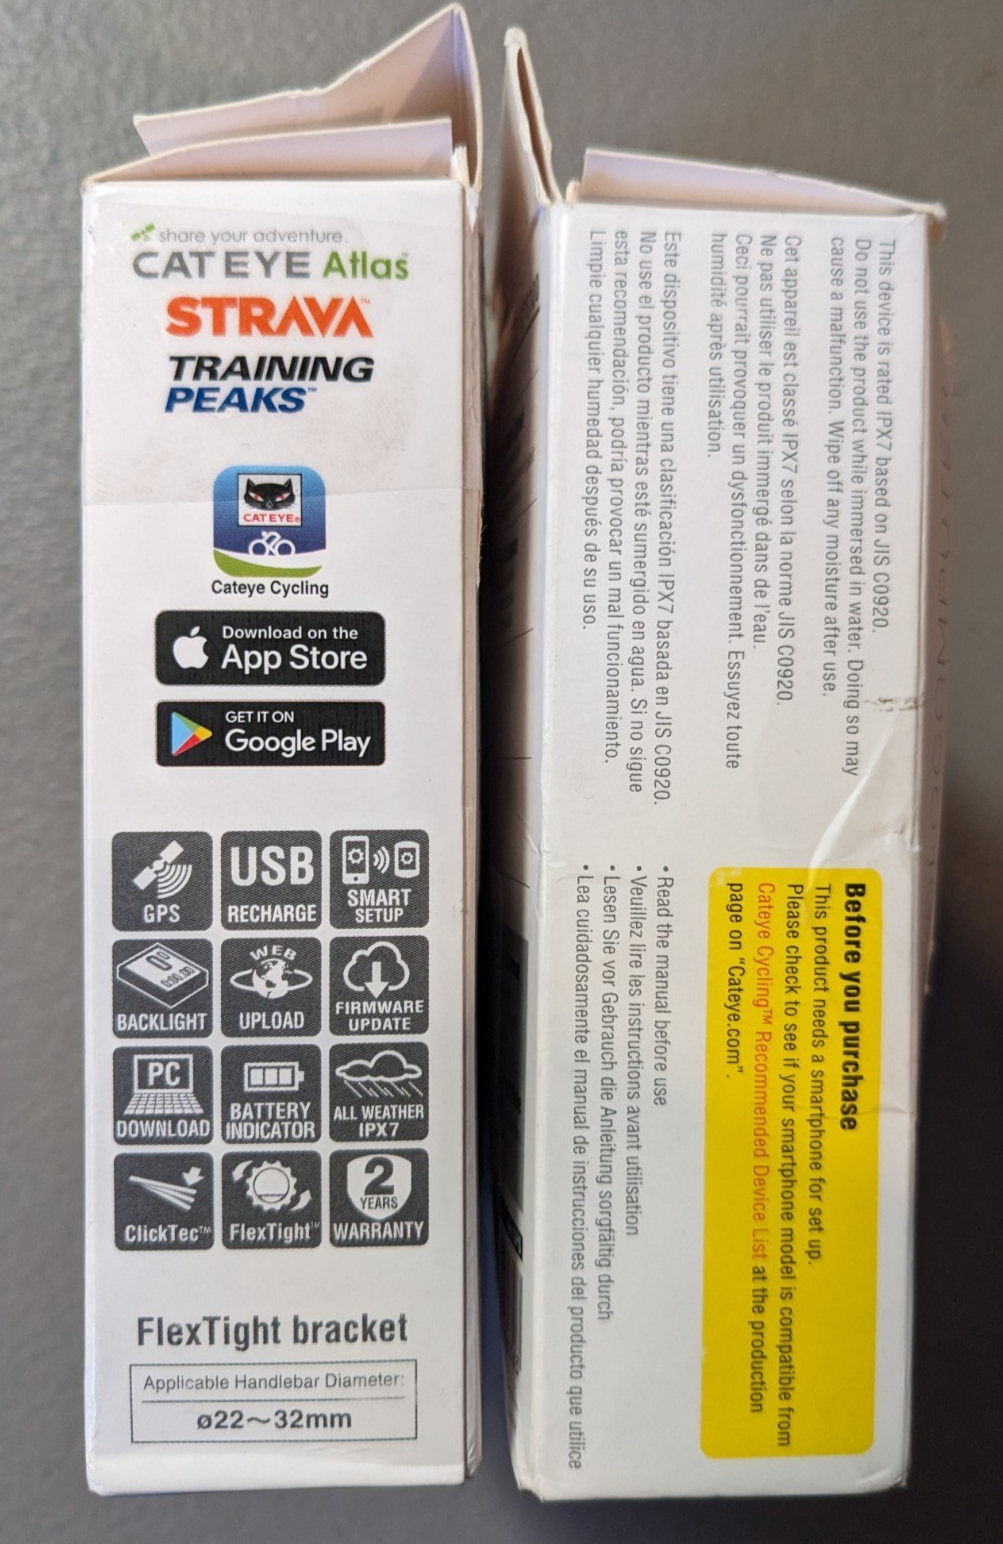 share your adventure.
CATEYE Atlas
STRAVA™
TRAINING
PEAKS™
CATEYE®
Cateye Cycling
Download on the
App Store
GET IT ON
Google Play
GPS
USB
RECHARGE
SMART
SETUP
BACKLIGHT
WEB
UPLOAD
FIRMWARE
UPDATE
PC
DOWNLOAD
BATTERY
INDICATOR
ALL WEATHER
IPX7
ClickTec™
FlexTight™
2
YEARS
WARRANTY
FlexTight bracket
Applicable Handlebar Diameter:
ø22～32mm
This device is rated IPX7 based on JIS C0920.
Do not use the product while immersed in water. Doing so may
cause a malfunction. Wipe off any moisture after use.
Cet appareil est classé IPX7 selon la norme JIS C0920.
Ne pas utiliser le produit immergé dans de l'eau.
Ceci pourrait provoquer un dysfonctionnement. Essuyez toute
humidité après utilisation.
Este dispositivo tiene una clasificación IPX7 basada en JIS C0920.
No use el producto mientras esté sumergido en agua. Si no sigue
esta recomendación, podría provocar un mal funcionamiento.
Limpie cualquier humedad después de su uso.
Before you purchase
This product needs a smartphone for set up.
Please check to see if your smartphone model is compatible from
Cateye Cycling™ Recommended Device List at the production
page on "Cateye.com".
• Read the manual before use
• Veuillez lire les instructions avant utilisation
• Lesen Sie vor Gebrauch die Anleitung sorgfältig durch
• Lea cuidadosamente el manual de instrucciones del producto que utilice